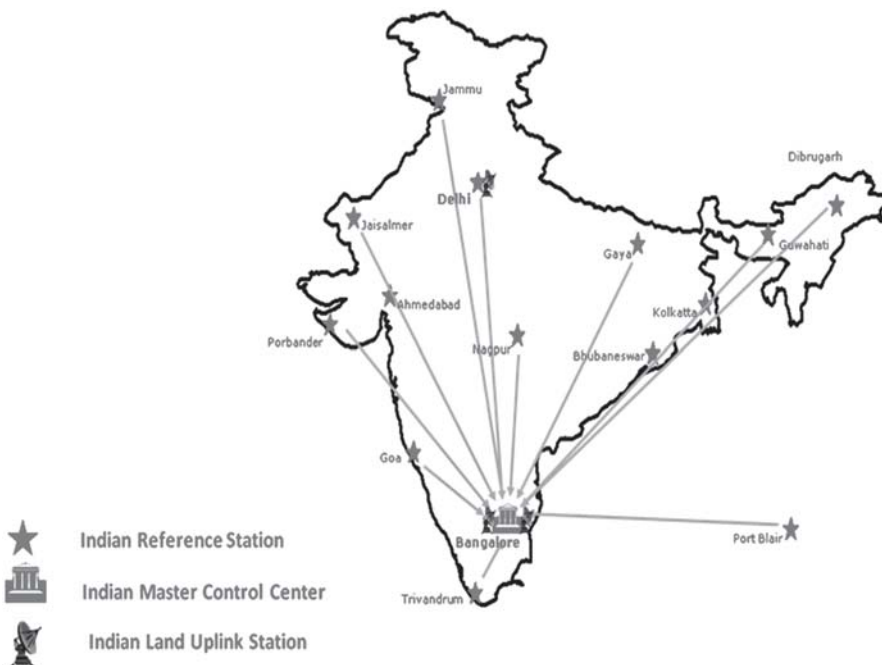 Jammu
Dibrugarh
Delhi
Jaisalmer
Guwahati
Gaya
Ahmedabad
Kolkatta
Porbander
Nagpur
Bhubaneswar
Goa
Indian Reference Station
Bangalore
Port Blair
Indian Master Control Center
Trivandrum
Indian Land Uplink Station